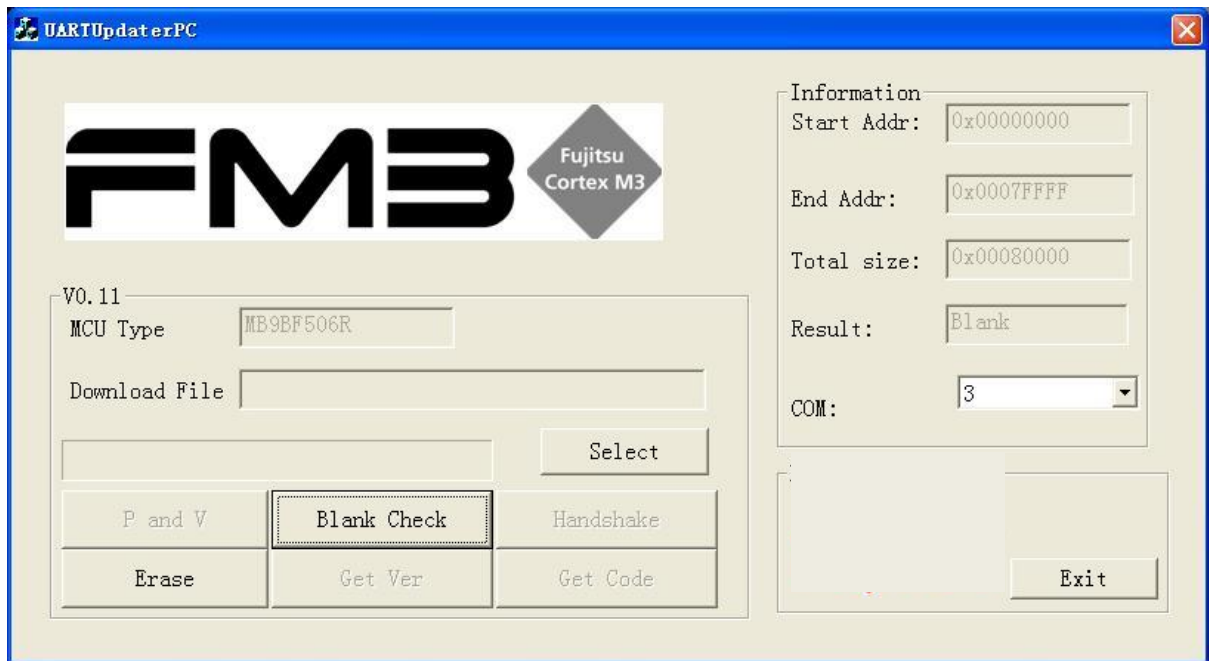 UARTUpdaterPC
FM3
Fujitsu
Cortex M3
V0.11
MCU Type MB9BF506R
Download File
Select
P and V Blank Check Handshake
Erase Get Ver Get Code
Information
Start Addr: 0x00000000
End Addr: 0x0007FFFF
Total size: 0x00080000
Result: Blank
COM: 3
Exit